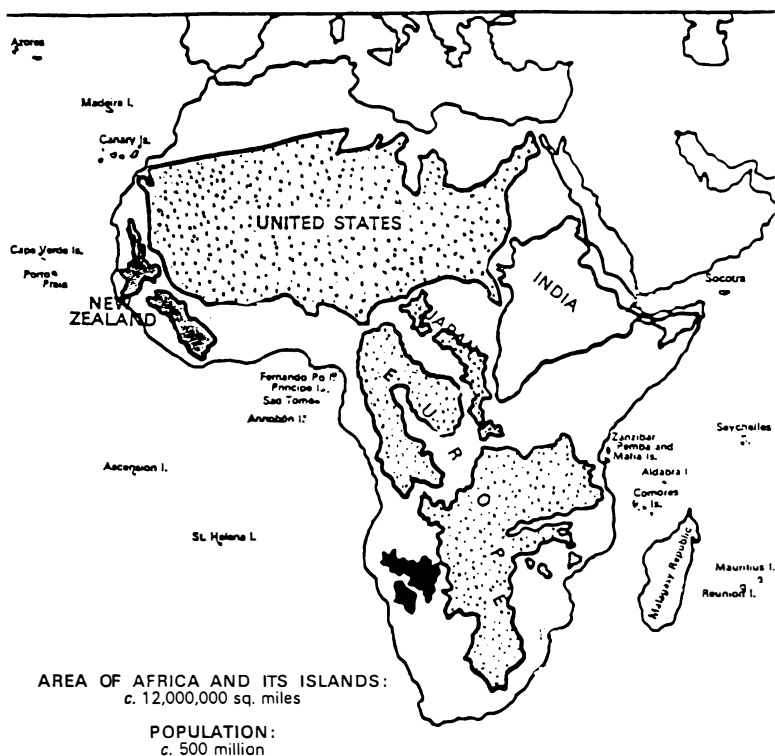 Azores
Madeira I.
Canary Is.
UNITED STATES
Cape Verde Is.
Porto
Praia
NEW
ZEALAND
INDIA
Socotra
JAPAN
Fernando Po I.
Principe I.
Sao Tome
Annobón I.
EUROPE
Zanzibar
Pemba and
Mafia Is.
Seychelles
Aldabra I
Comores
Is.
Ascension I.
St. Helena I.
Malagasy Republic
Mauritius I.
Reunion I.
AREA OF AFRICA AND ITS ISLANDS:
c. 12,000,000 sq. miles
POPULATION:
c. 500 million